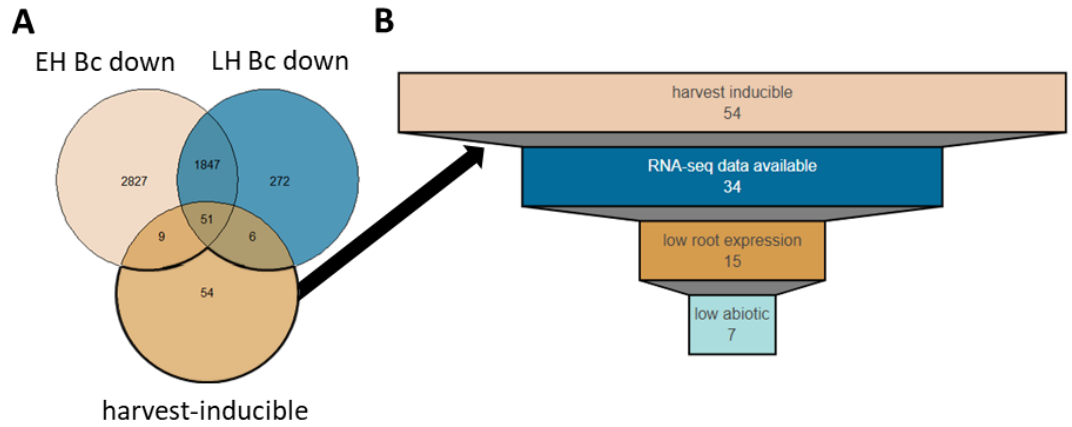 A
B
EH Bc down
LH Bc down
2827
1847
272
51
9
6
54
harvest-inducible
harvest inducible
54
RNA-seq data available
34
low root expression
15
low abiotic
7